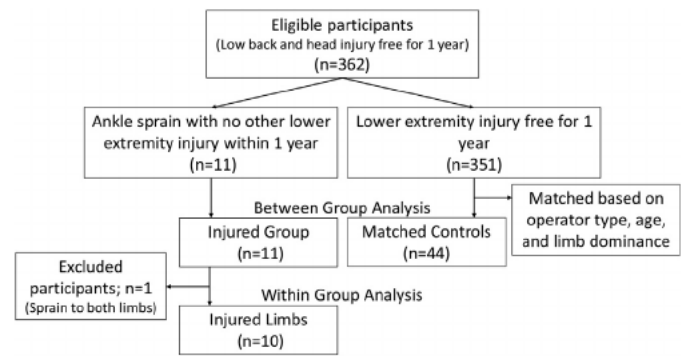 Eligible participants
(Low back and head injury free for 1 year)
(n=362)
Ankle sprain with no other lower
extremity injury within 1 year
(n=11)
Lower extremity injury free for 1
year
(n=351)
Matched based on
operator type, age,
and limb dominance
Between Group Analysis
Injured Group
(n=11)
Matched Controls
(n=44)
Excluded
participants; n=1
(Sprain to both limbs)
Within Group Analysis
Injured Limbs
(n=10)